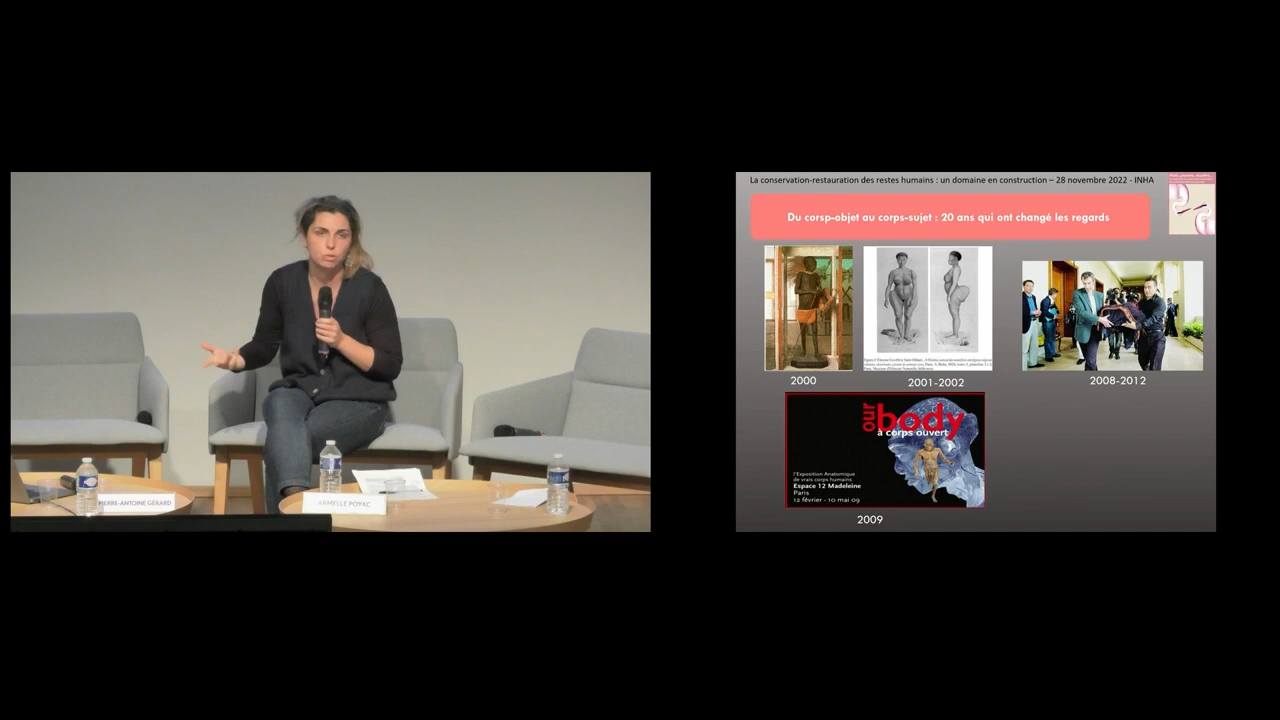 PIERRE-ANTOINE GÉRARD
ARMELLE POYAC
La conservation-restauration des restes humains : un domaine en construction – 28 novembre 2022 - INHA
Du corsp-objet au corps-sujet : 20 ans qui ont changé les regards
2000
2001-2002
2008-2012
our
body
à corps ouvert
l'Exposition Anatomique
de vrais corps humains
Espace 12 Madeleine
Paris
12 février - 10 mai 09
2009